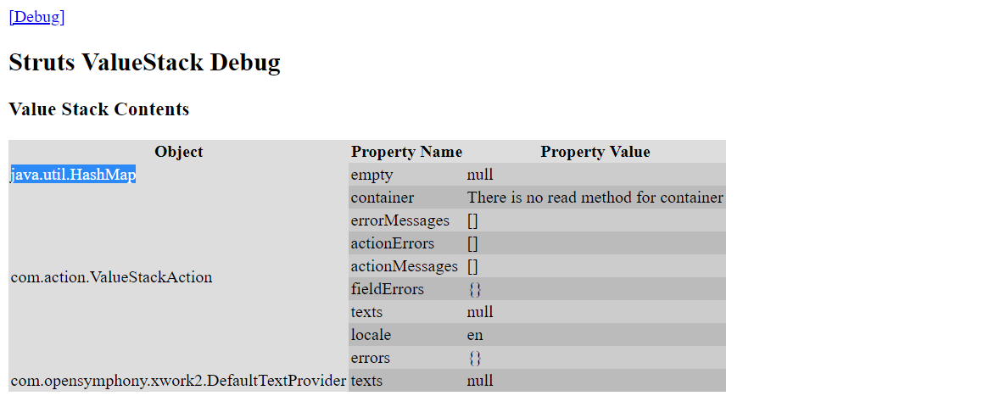 [Debug]
Struts ValueStack Debug
Value Stack Contents
Object Property Name Property Value
java.util.HashMap empty null
container There is no read method for container
errorMessages []
actionErrors []
actionMessages []
com.action.ValueStackAction
fieldErrors {}
texts null
locale en
errors {}
com.opensymphony.xwork2.DefaultTextProvider texts null